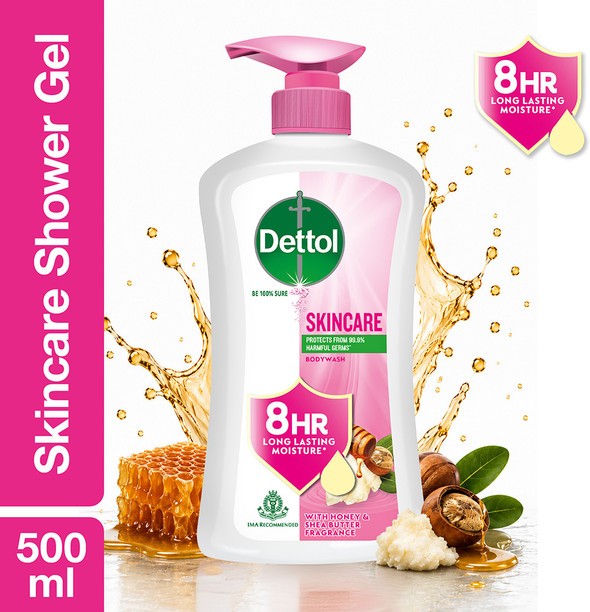 Skincare Shower Gel
500
ml
8HR
LONG LASTING
MOISTURE*
Dettol
BE 100% SURE
SKINCARE
PROTECTS FROM 99.9%
HARMFUL GERMS*
BODYWASH
8HR
LONG LASTING
MOISTURE*
IMA RECOMMENDED
WITH HONEY &
SHEA BUTTER
FRAGRANCE